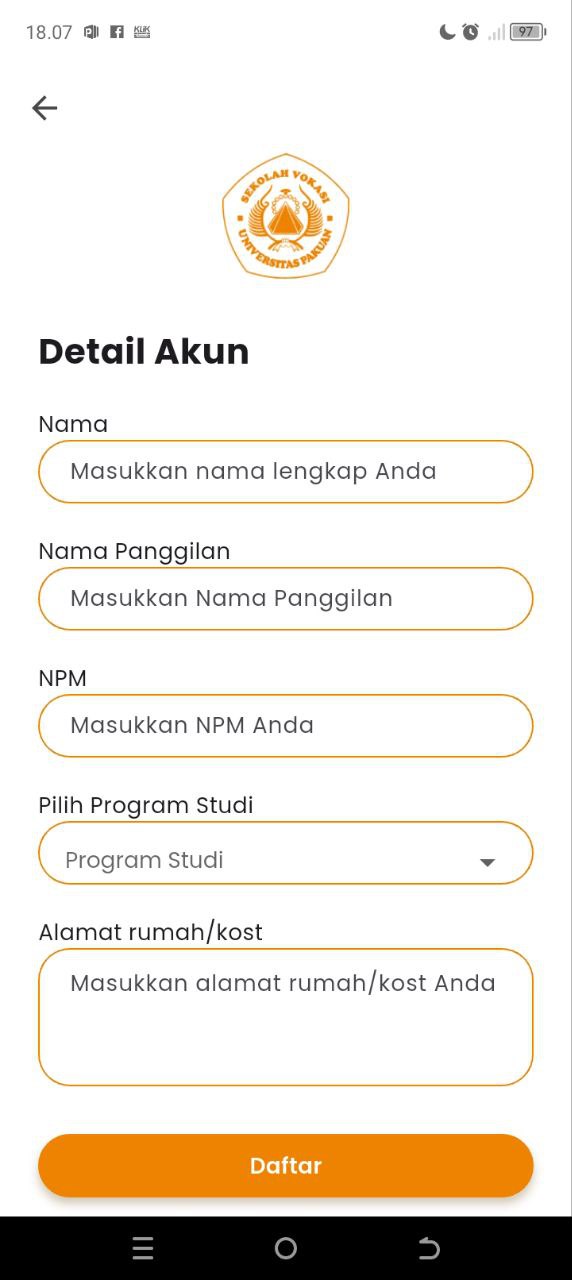 18.07
KLIK
97
SEKOLAH VOKASI
UNIVERSITAS PAKUAN
Detail Akun
Nama
Masukkan nama lengkap Anda
Nama Panggilan
Masukkan Nama Panggilan
NPM
Masukkan NPM Anda
Pilih Program Studi
Program Studi
Alamat rumah/kost
Masukkan alamat rumah/kost Anda
Daftar